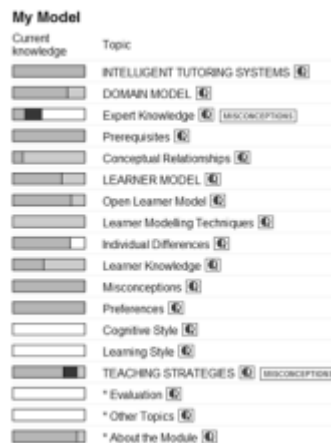 My Model
Current
knowledge
Topic
INTELLIGENT TUTORING SYSTEMS
DOMAIN MODEL
Expert Knowledge MISCONCEPTIONS
Prerequisites
Conceptual Relationships
LEARNER MODEL
Open Learner Model
Learner Modelling Techniques
Individual Differences
Learner Knowledge
Misconceptions
Preferences
Cognitive Style
Learning Style
TEACHING STRATEGIES MISCONCEPTIONS
* Evaluation
* Other Topics
* About the Module